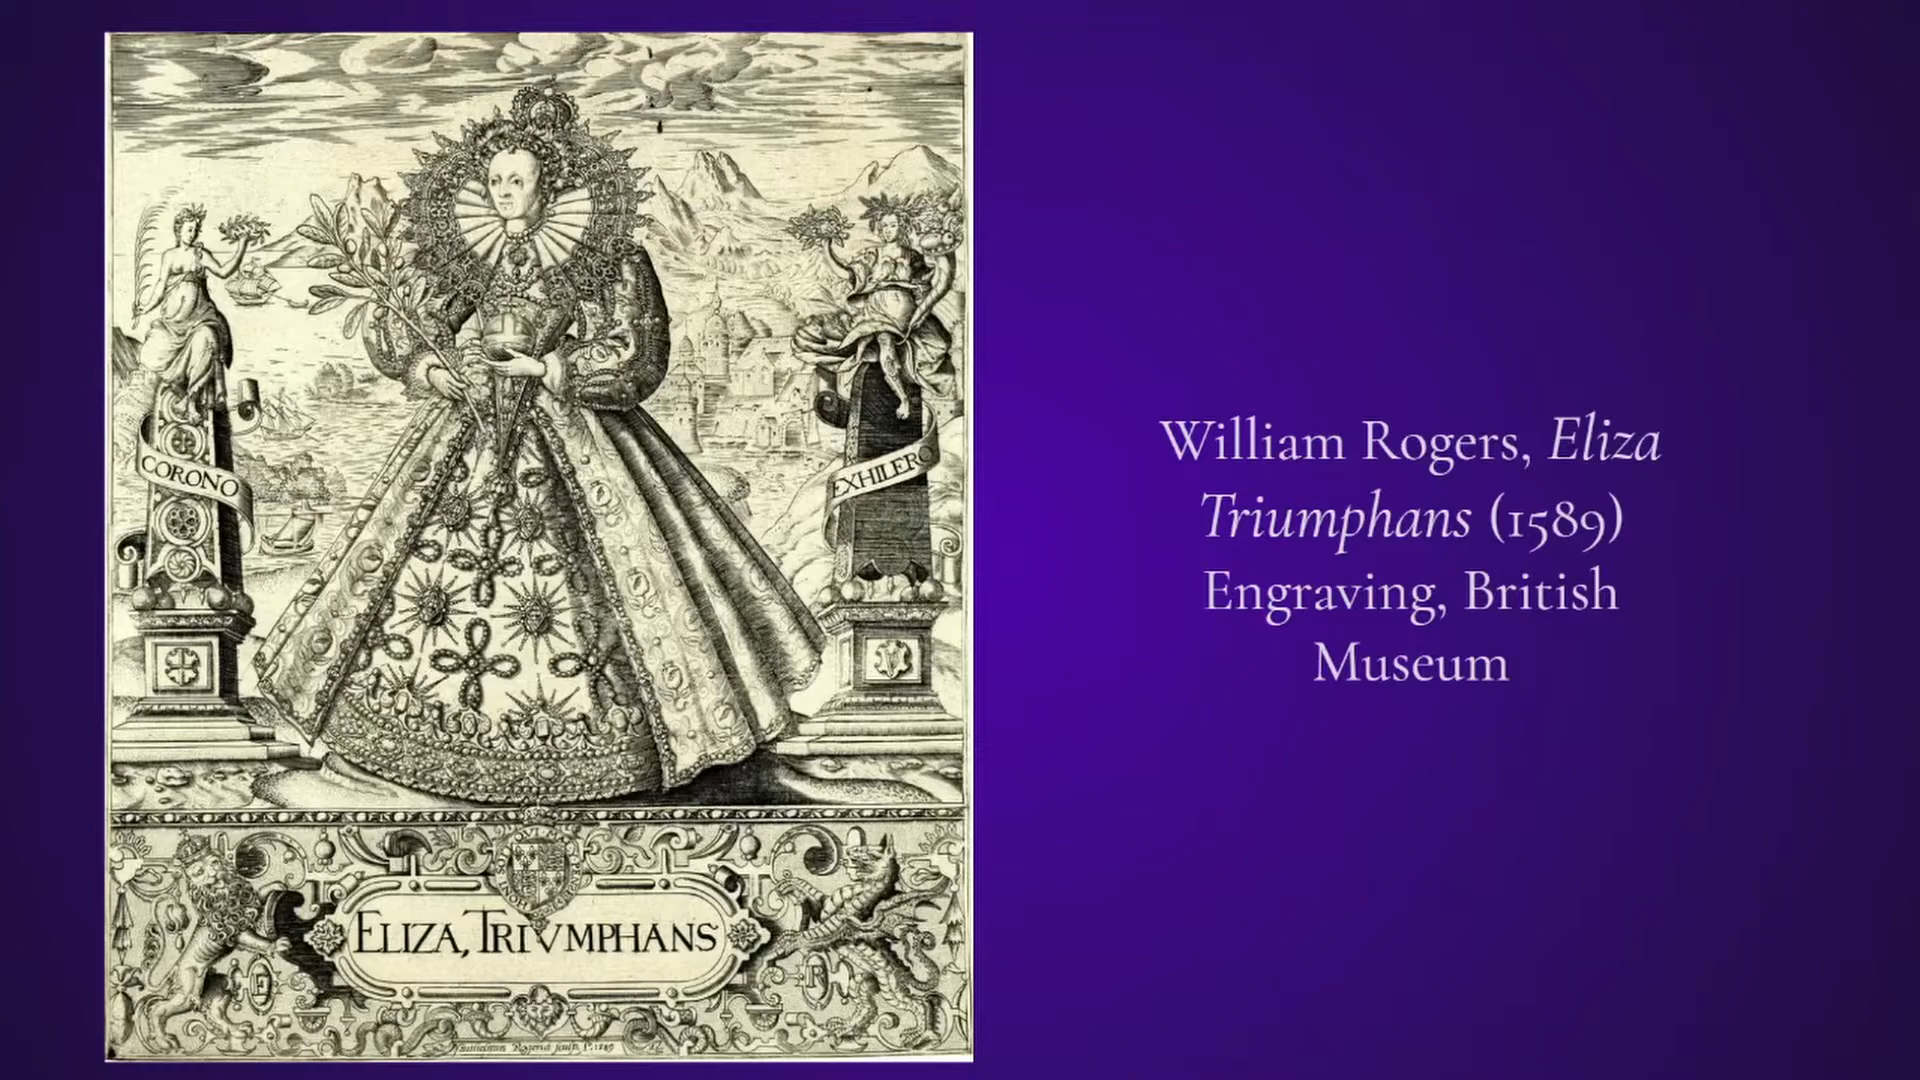 CORONO
EXHILERO
ELIZA, TRIVMPHANS
E
R
William Rogers, Eliza
Triumphans (1589)
Engraving, British
Museum